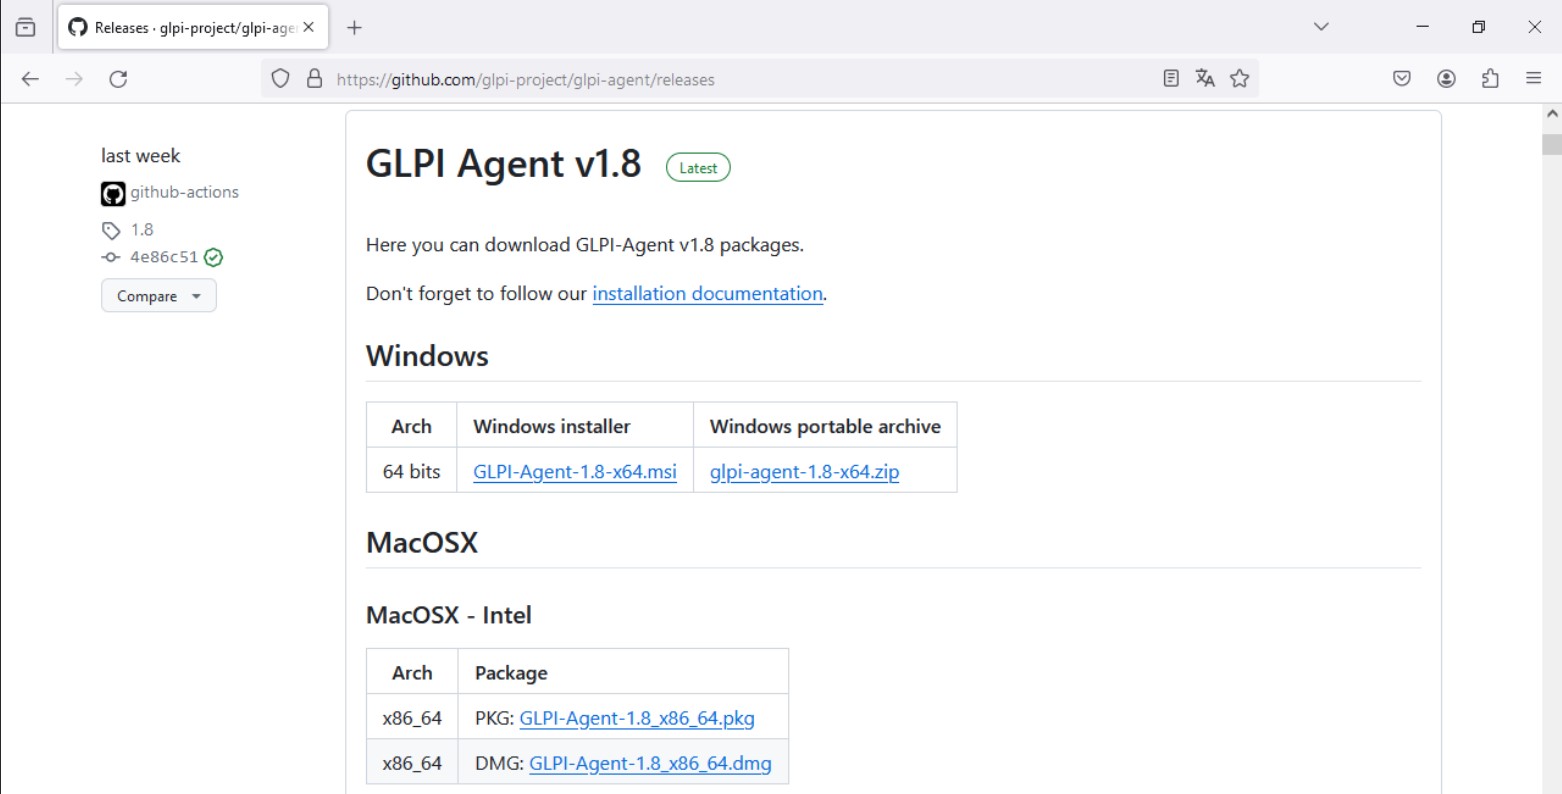 Releases · glpi-project/glpi-age
https://github.com/glpi-project/glpi-agent/releases
last week
github-actions
1.8
4e86c51
Compare
GLPI Agent v1.8 Latest
Here you can download GLPI-Agent v1.8 packages.
Don't forget to follow our installation documentation.
Windows
Arch Windows installer Windows portable archive
64 bits GLPI-Agent-1.8-x64.msi glpi-agent-1.8-x64.zip
MacOSX
MacOSX - Intel
Arch Package
x86_64 PKG: GLPI-Agent-1.8_x86_64.pkg
x86_64 DMG: GLPI-Agent-1.8_x86_64.dmg